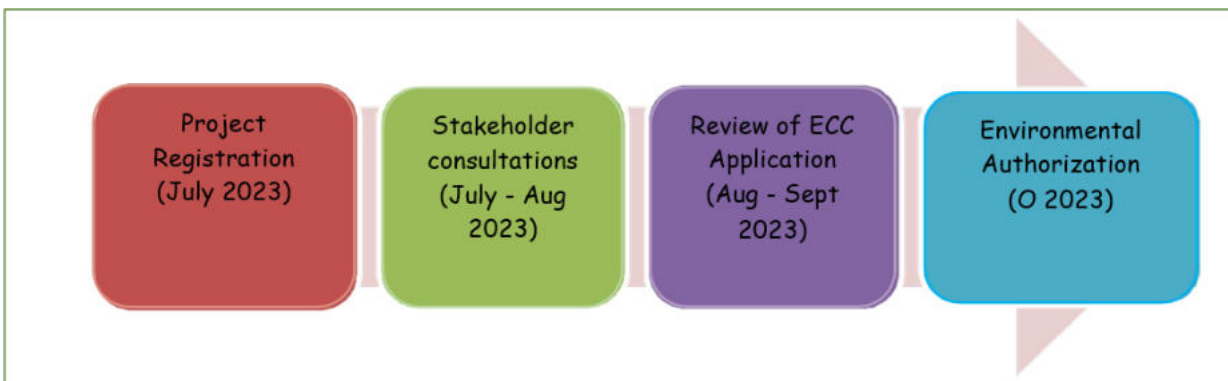 Project
Registration
(July 2023)
Stakeholder
consultations
(July - Aug
2023)
Review of ECC
Application
(Aug - Sept
2023)
Environmental
Authorization
(O 2023)